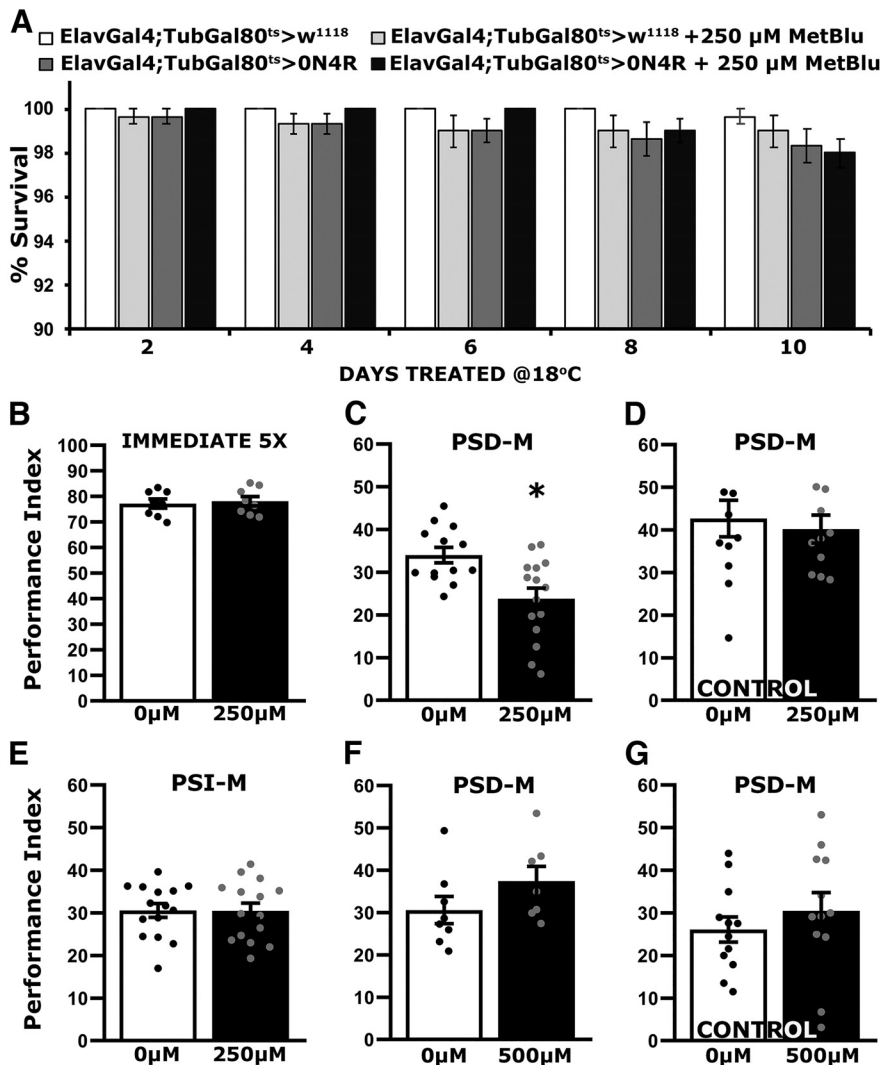 A
ElavGal4;TubGal80ts>w1118
ElavGal4;TubGal80ts>w1118 +250 µM MetBlu
ElavGal4;TubGal80ts>0N4R
ElavGal4;TubGal80ts>0N4R + 250 µM MetBlu
% Survival
100
98
96
94
92
90
2 4 6 8 10
DAYS TREATED @18°C
B
IMMEDIATE 5X
Performance Index
100
90
80
70
60
50
40
30
20
10
0
0µM 250µM
C
PSD-M
60
50
40
30
20
10
0
*
0µM 250µM
D
PSD-M
60
50
40
30
20
10
0
CONTROL
0µM 250µM
E
PSI-M
Performance Index
60
50
40
30
20
10
0
0µM 250µM
F
PSD-M
60
50
40
30
20
10
0
0µM 500µM
G
PSD-M
60
50
40
30
20
10
0
CONTROL
0µM 500µM